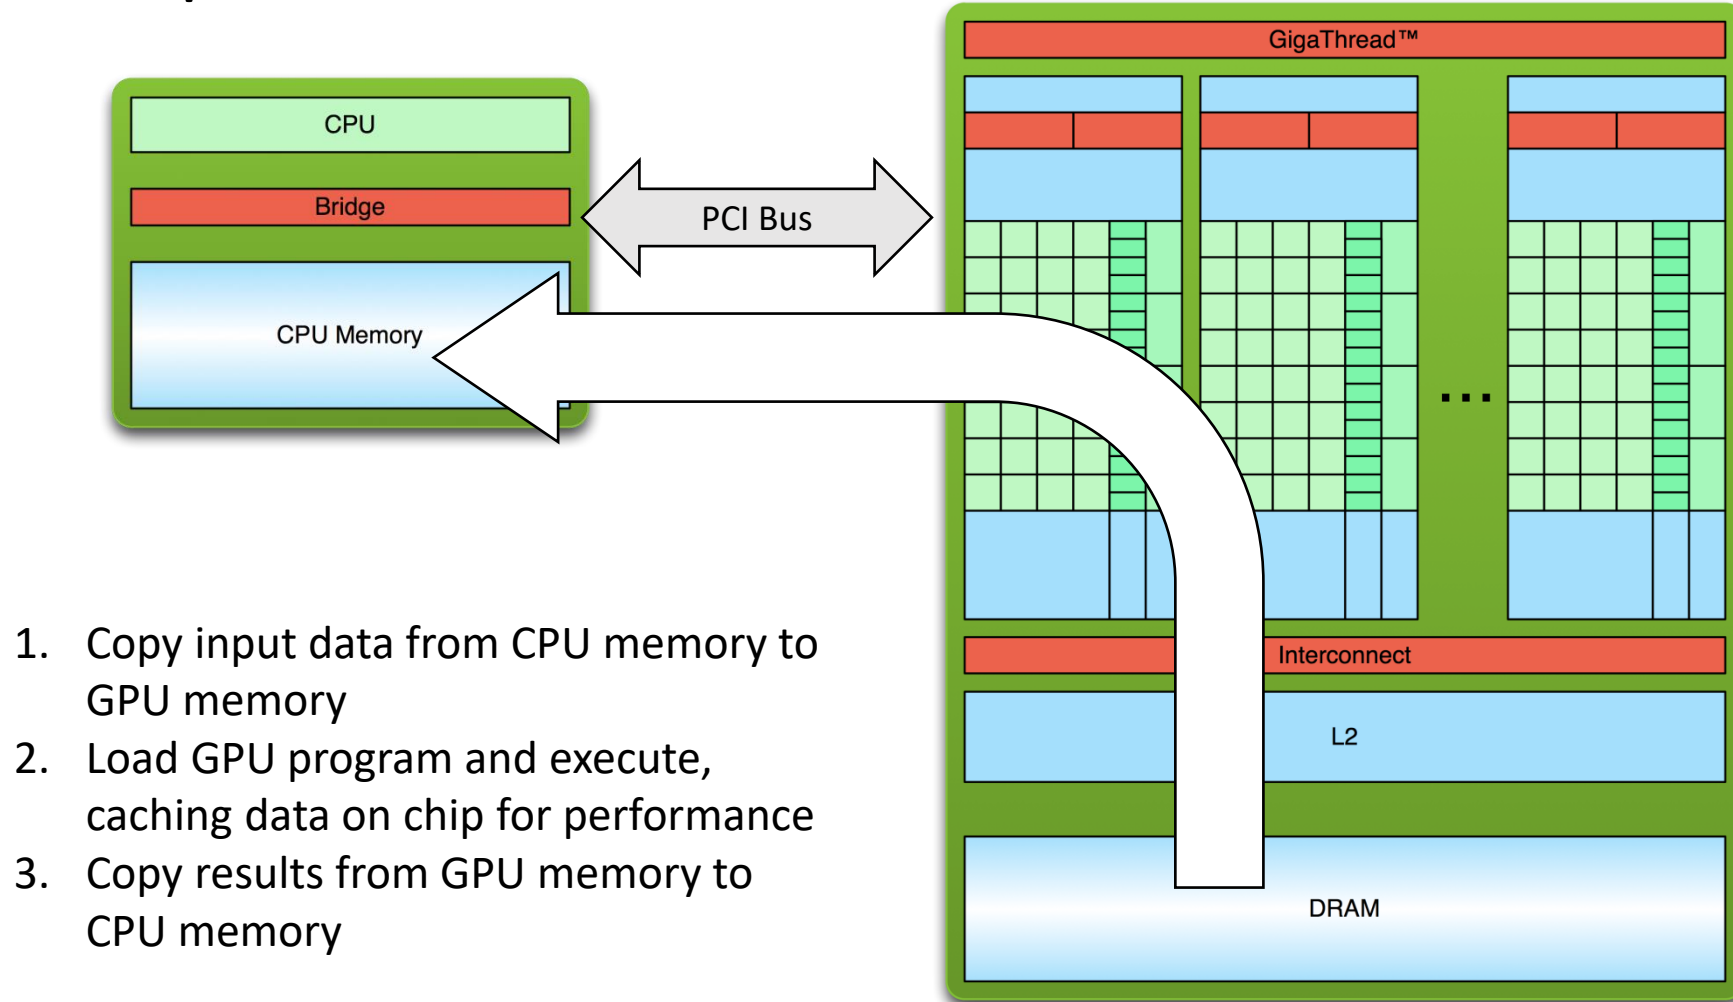 GigaThread™
CPU
Bridge
PCI Bus
CPU Memory
...
1. Copy input data from CPU memory to
GPU memory
2. Load GPU program and execute,
caching data on chip for performance
3. Copy results from GPU memory to
CPU memory
Interconnect
L2
DRAM